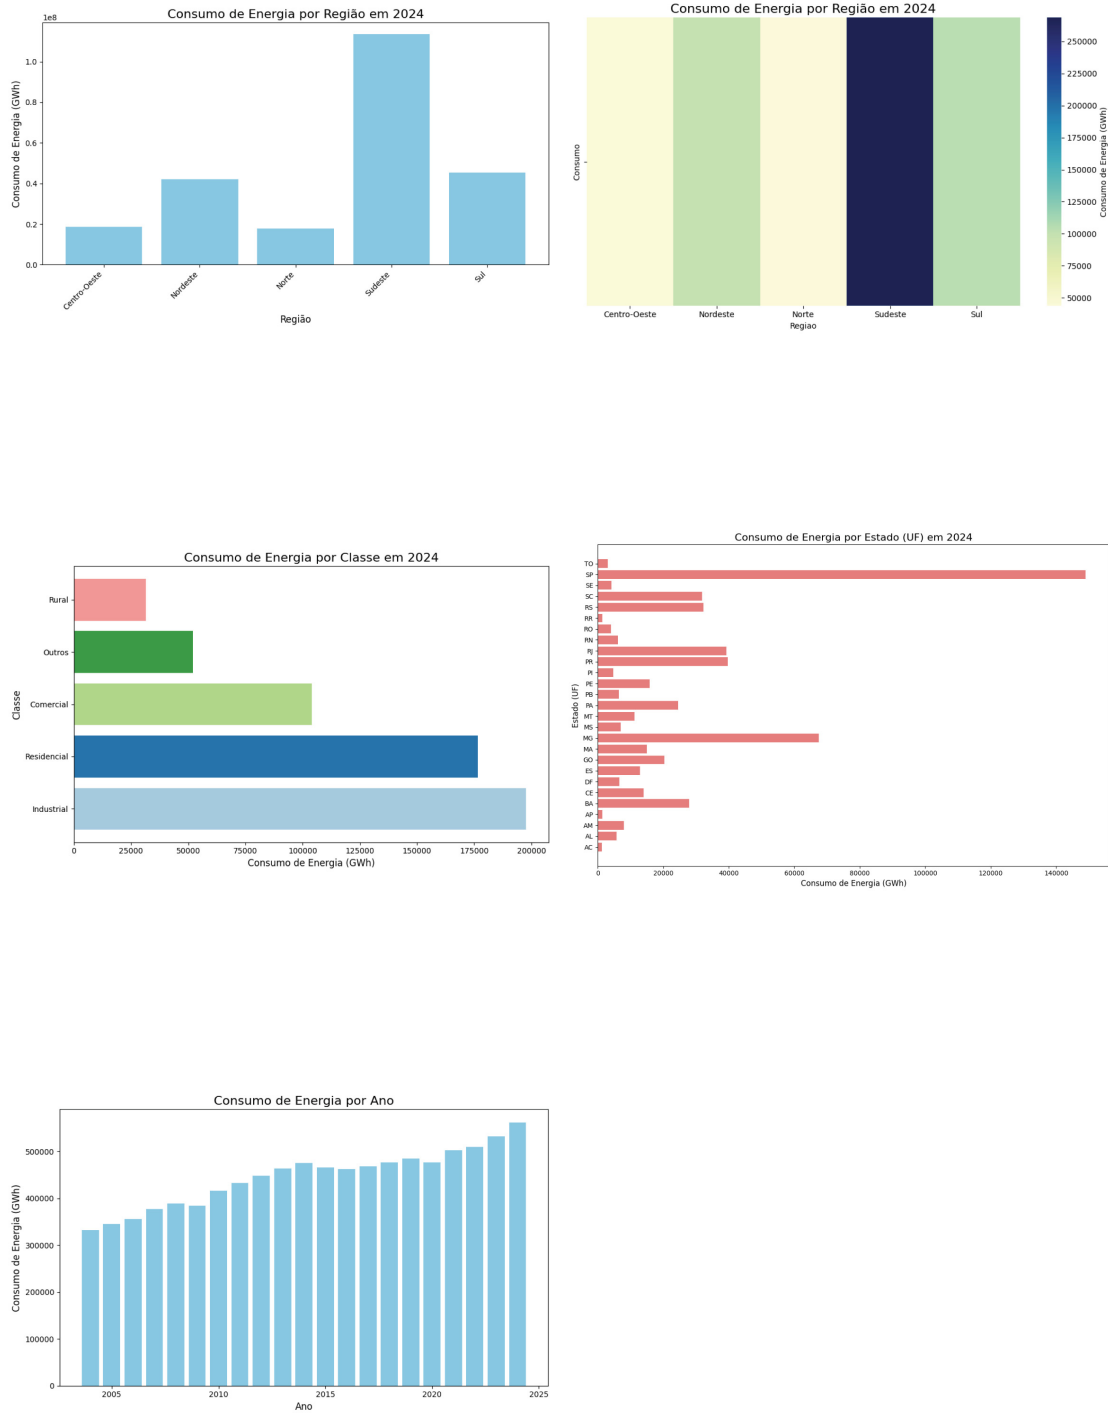 Consumo de Energia por Região em 2024
1e8
Consumo de Energia (GWh)
1.0
0.8
0.6
0.4
0.2
0.0
Centro-Oeste
Nordeste
Norte
Sudeste
Sul
Região
Consumo de Energia por Região em 2024
Consumo
Centro-Oeste
Nordeste
Norte
Sudeste
Sul
Regiao
250000
225000
200000
175000
150000
125000
100000
75000
50000
Consumo de Energia (GWh)
Consumo de Energia por Classe em 2024
Classe
Rural
Outros
Comercial
Residencial
Industrial
0 25000 50000 75000 100000 125000 150000 175000 200000
Consumo de Energia (GWh)
Consumo de Energia por Estado (UF) em 2024
Estado (UF)
TO
SP
SE
SC
RS
RR
RO
RN
RJ
PR
PI
PE
PB
PA
MT
MS
MG
MA
GO
ES
DF
CE
BA
AP
AM
AL
AC
0 20000 40000 60000 80000 100000 120000 140000
Consumo de Energia (GWh)
Consumo de Energia por Ano
Consumo de Energia (GWh)
500000
400000
300000
200000
100000
0
2005 2010 2015 2020 2025
Ano